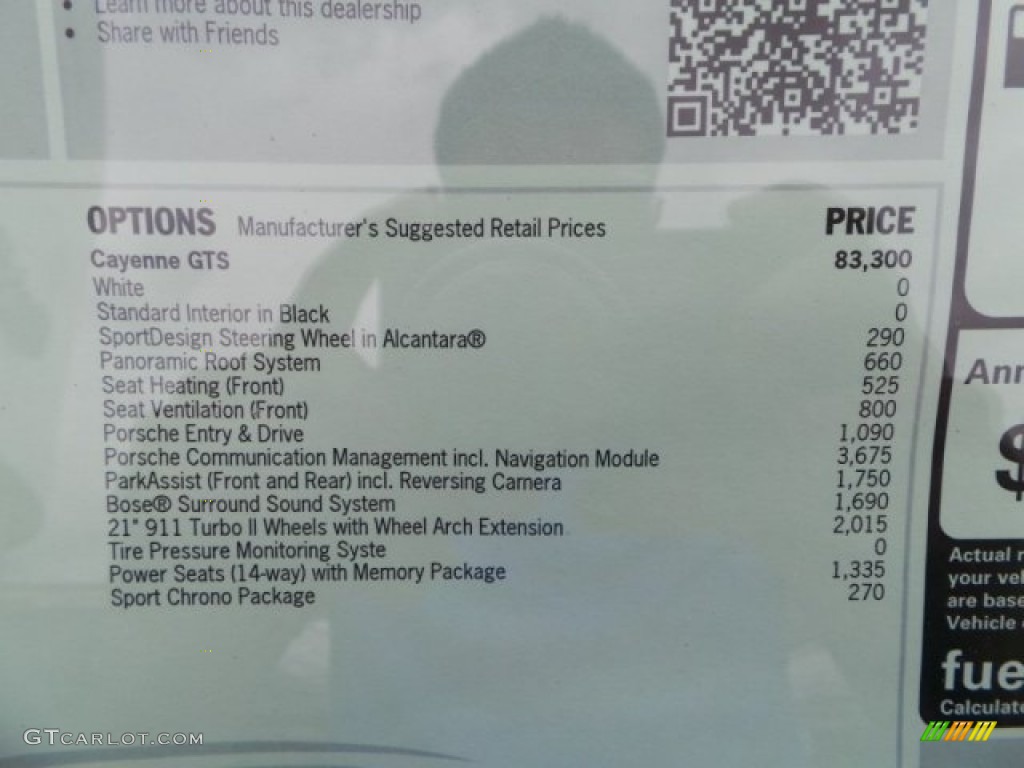 Learn more about this dealership
Share with Friends
OPTIONS Manufacturer's Suggested Retail Prices PRICE
Cayenne GTS 83,300
White 0
Standard Interior in Black 0
SportDesign Steering Wheel in Alcantara® 290
Panoramic Roof System 660
Seat Heating (Front) 525
Seat Ventilation (Front) 800
Porsche Entry & Drive 1,090
Porsche Communication Management incl. Navigation Module 3,675
ParkAssist (Front and Rear) incl. Reversing Camera 1,750
Bose® Surround Sound System 1,690
21" 911 Turbo II Wheels with Wheel Arch Extension 2,015
Tire Pressure Monitoring Syste 0
Power Seats (14-way) with Memory Package 1,335
Sport Chrono Package 270
Ann
$
Actual r
your veh
are base
Vehicle
fue
Calculate
GTCARLOT.COM